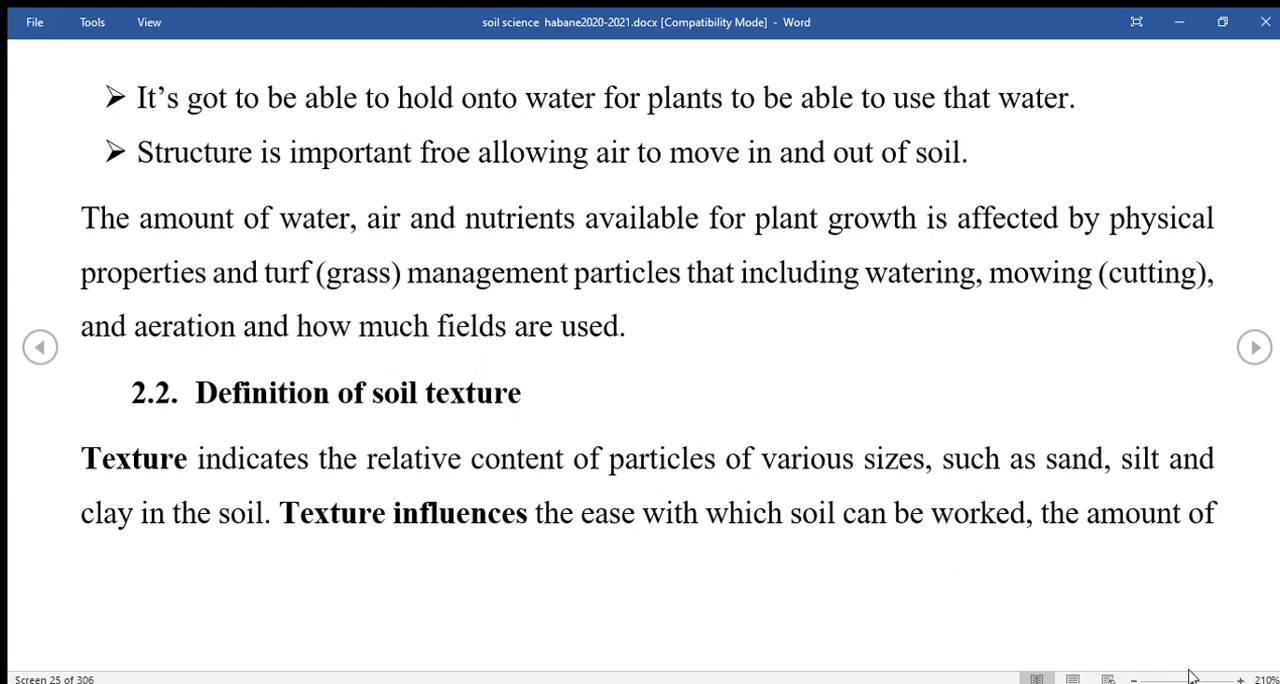 File Tools View soil science habane2020-2021.docx [Compatibility Mode] - Word
➢ It's got to be able to hold onto water for plants to be able to use that water.
➢ Structure is important froe allowing air to move in and out of soil.
The amount of water, air and nutrients available for plant growth is affected by physical
properties and turf (grass) management particles that including watering, mowing (cutting),
and aeration and how much fields are used.
2.2. Definition of soil texture
Texture indicates the relative content of particles of various sizes, such as sand, silt and
clay in the soil. Texture influences the ease with which soil can be worked, the amount of
Screen 25 of 306 210%